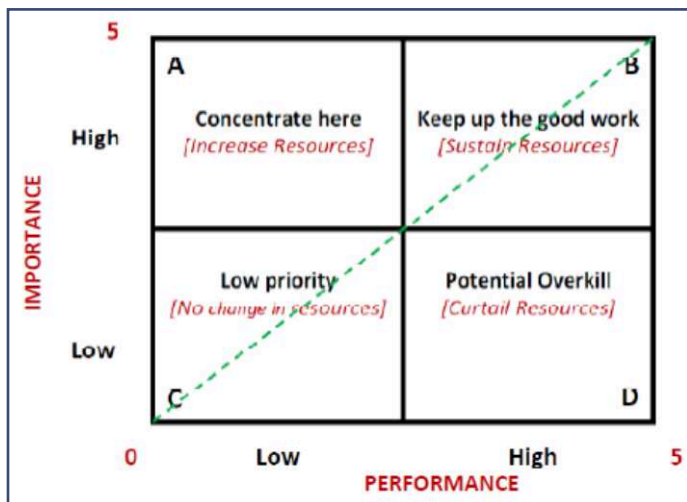 5
A
B
Concentrate here
Keep up the good work
[Increase Resources]
[Sustain Resources]
High
IMPORTANCE
Low priority
Potential Overkill
[No change in resources]
[Curtail Resources]
Low
C
D
0
Low
High
5
PERFORMANCE